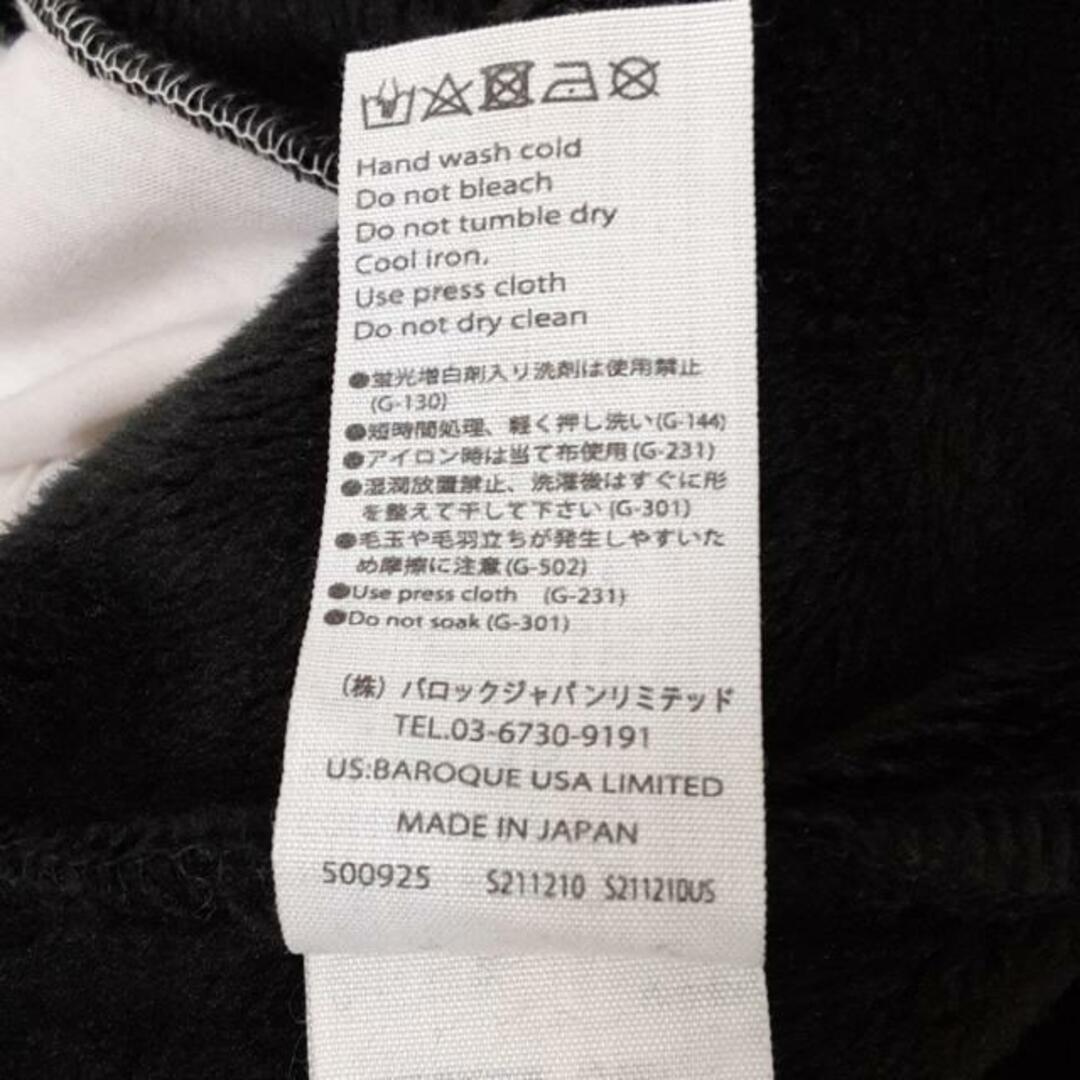 Hand wash cold
Do not bleach
Do not tumble dry
Cool iron,
Use press cloth
Do not dry clean
●蛍光増白剤入り洗剤は使用禁止
(G-130)
●短時間処理、軽く押し洗い(G-144)
●アイロン時は当て布使用(G-231)
●湿潤放置禁止、洗濯後はすぐに形
を整えて干して下さい(G-301)
●毛玉や毛羽立ちが発生しやすいた
め摩擦に注意(G-502)
●Use press cloth (G-231)
●Do not soak (G-301)
(株)バロックジャパンリミテッド
TEL.03-6730-9191
US:BAROQUE USA LIMITED
MADE IN JAPAN
500925 S211210 S211210US